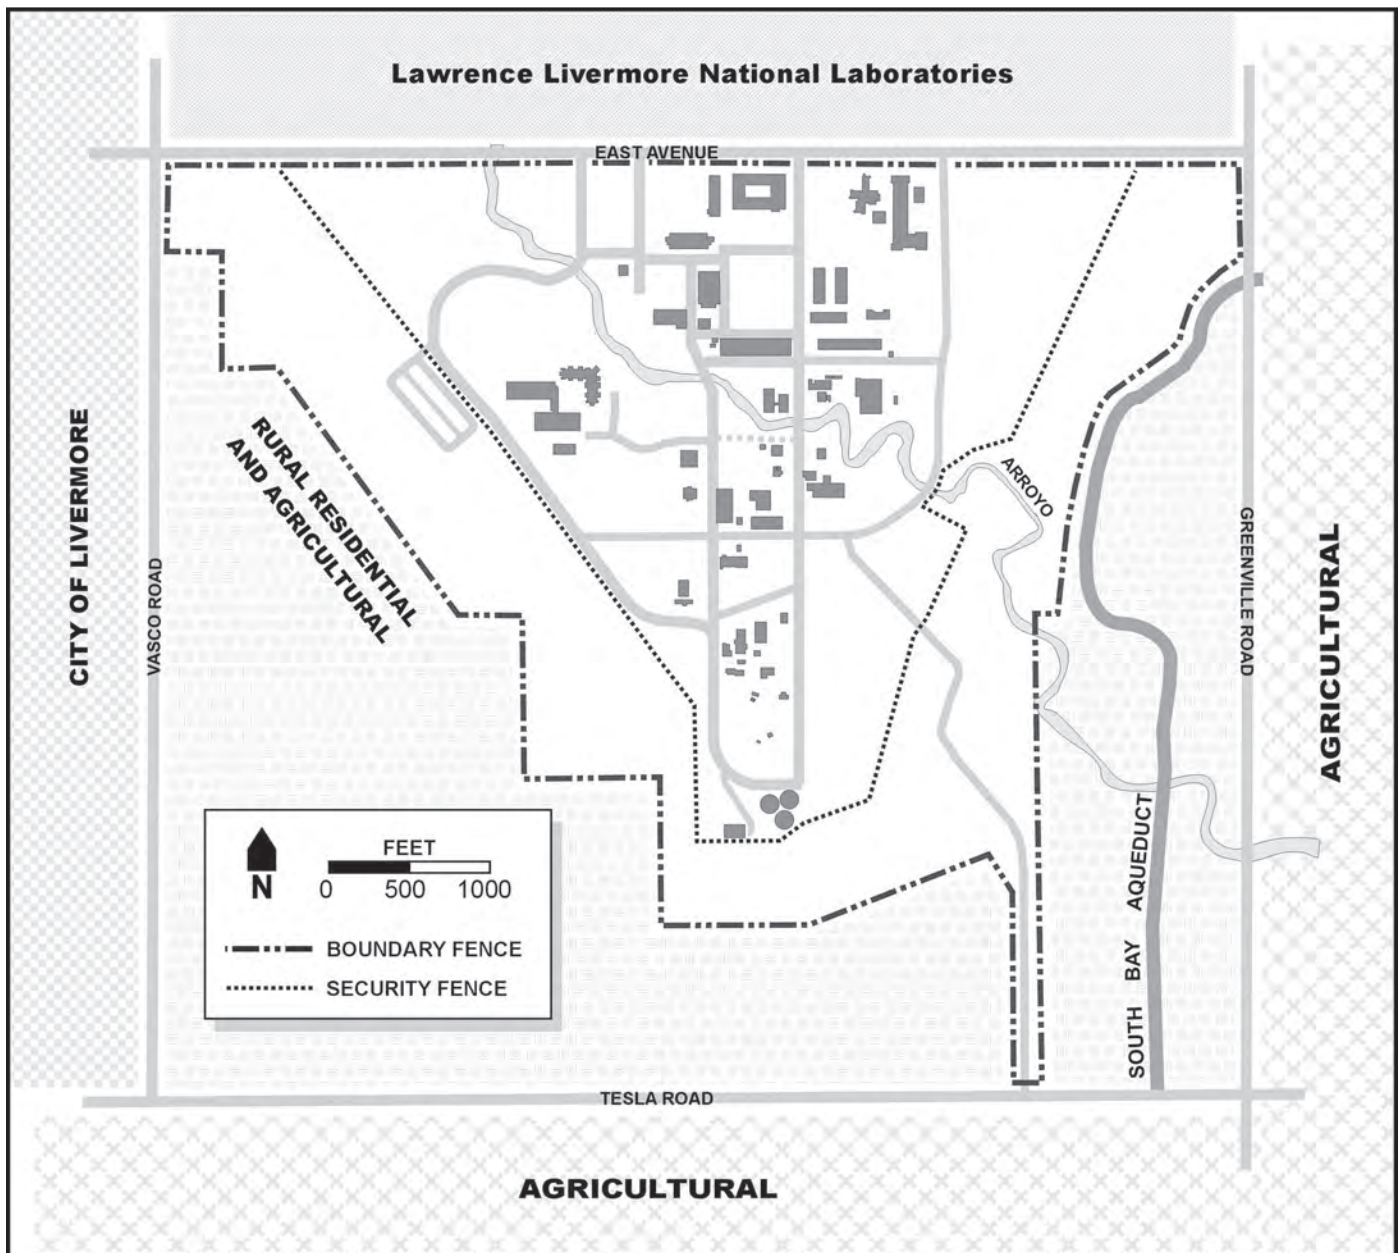 Lawrence Livermore National Laboratories
EAST AVENUE
CITY OF LIVERMORE
VASCO ROAD
RURAL RESIDENTIAL
AND AGRICULTURAL
ARROYO
GREENVILLE ROAD
AGRICULTURAL
SOUTH BAY AQUEDUCT
N
FEET
0 500 1000
BOUNDARY FENCE
SECURITY FENCE
TESLA ROAD
AGRICULTURAL